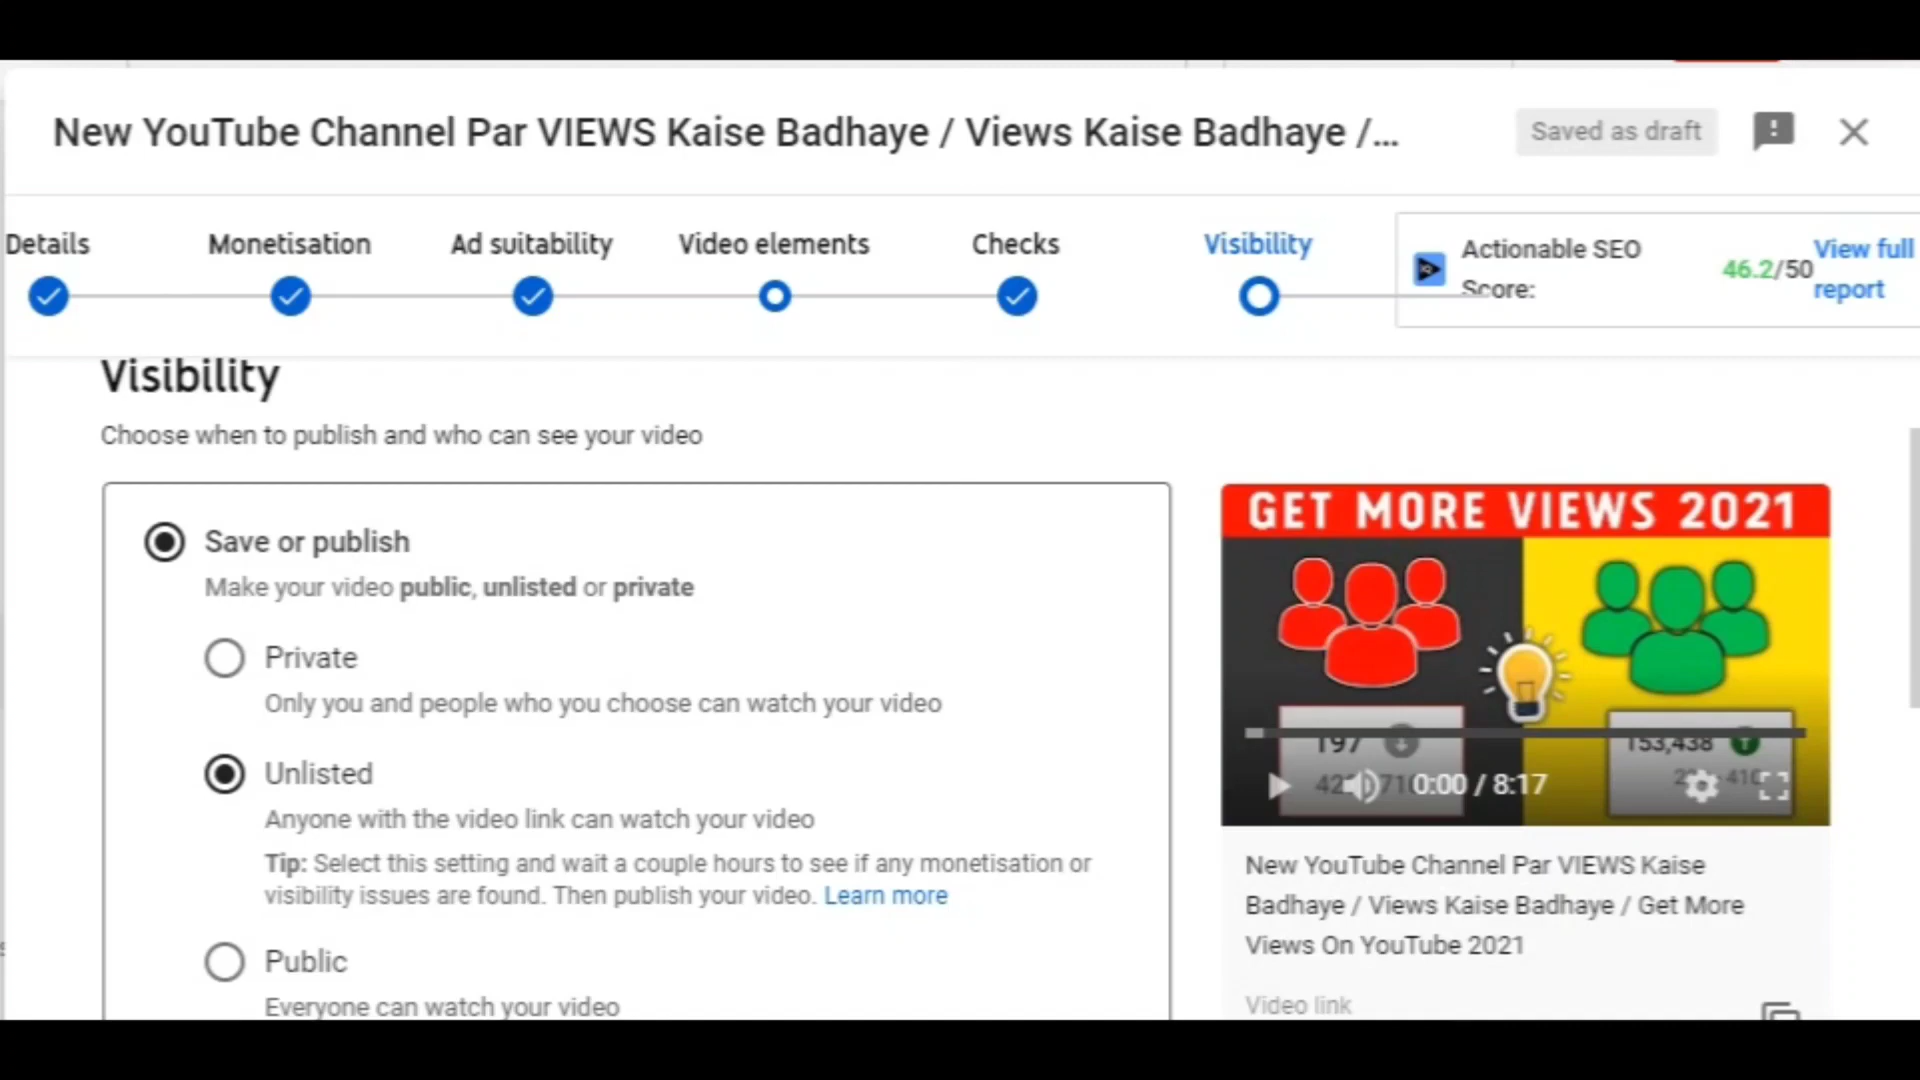 New YouTube Channel Par VIEWS Kaise Badhaye / Views Kaise Badhaye /...
Saved as draft
Details
Monetisation
Ad suitability
Video elements
Checks
Visibility
Actionable SEO
Score:
46.2/50
View full
report
Visibility
Choose when to publish and who can see your video
Save or publish
Make your video public, unlisted or private
Private
Only you and people who you choose can watch your video
Unlisted
Anyone with the video link can watch your video
Tip: Select this setting and wait a couple hours to see if any monetisation or
visibility issues are found. Then publish your video. Learn more
Public
Everyone can watch your video
GET MORE VIEWS 2021
197
153,438
0:00 / 8:17
New YouTube Channel Par VIEWS Kaise
Badhaye / Views Kaise Badhaye / Get More
Views On YouTube 2021
Video link